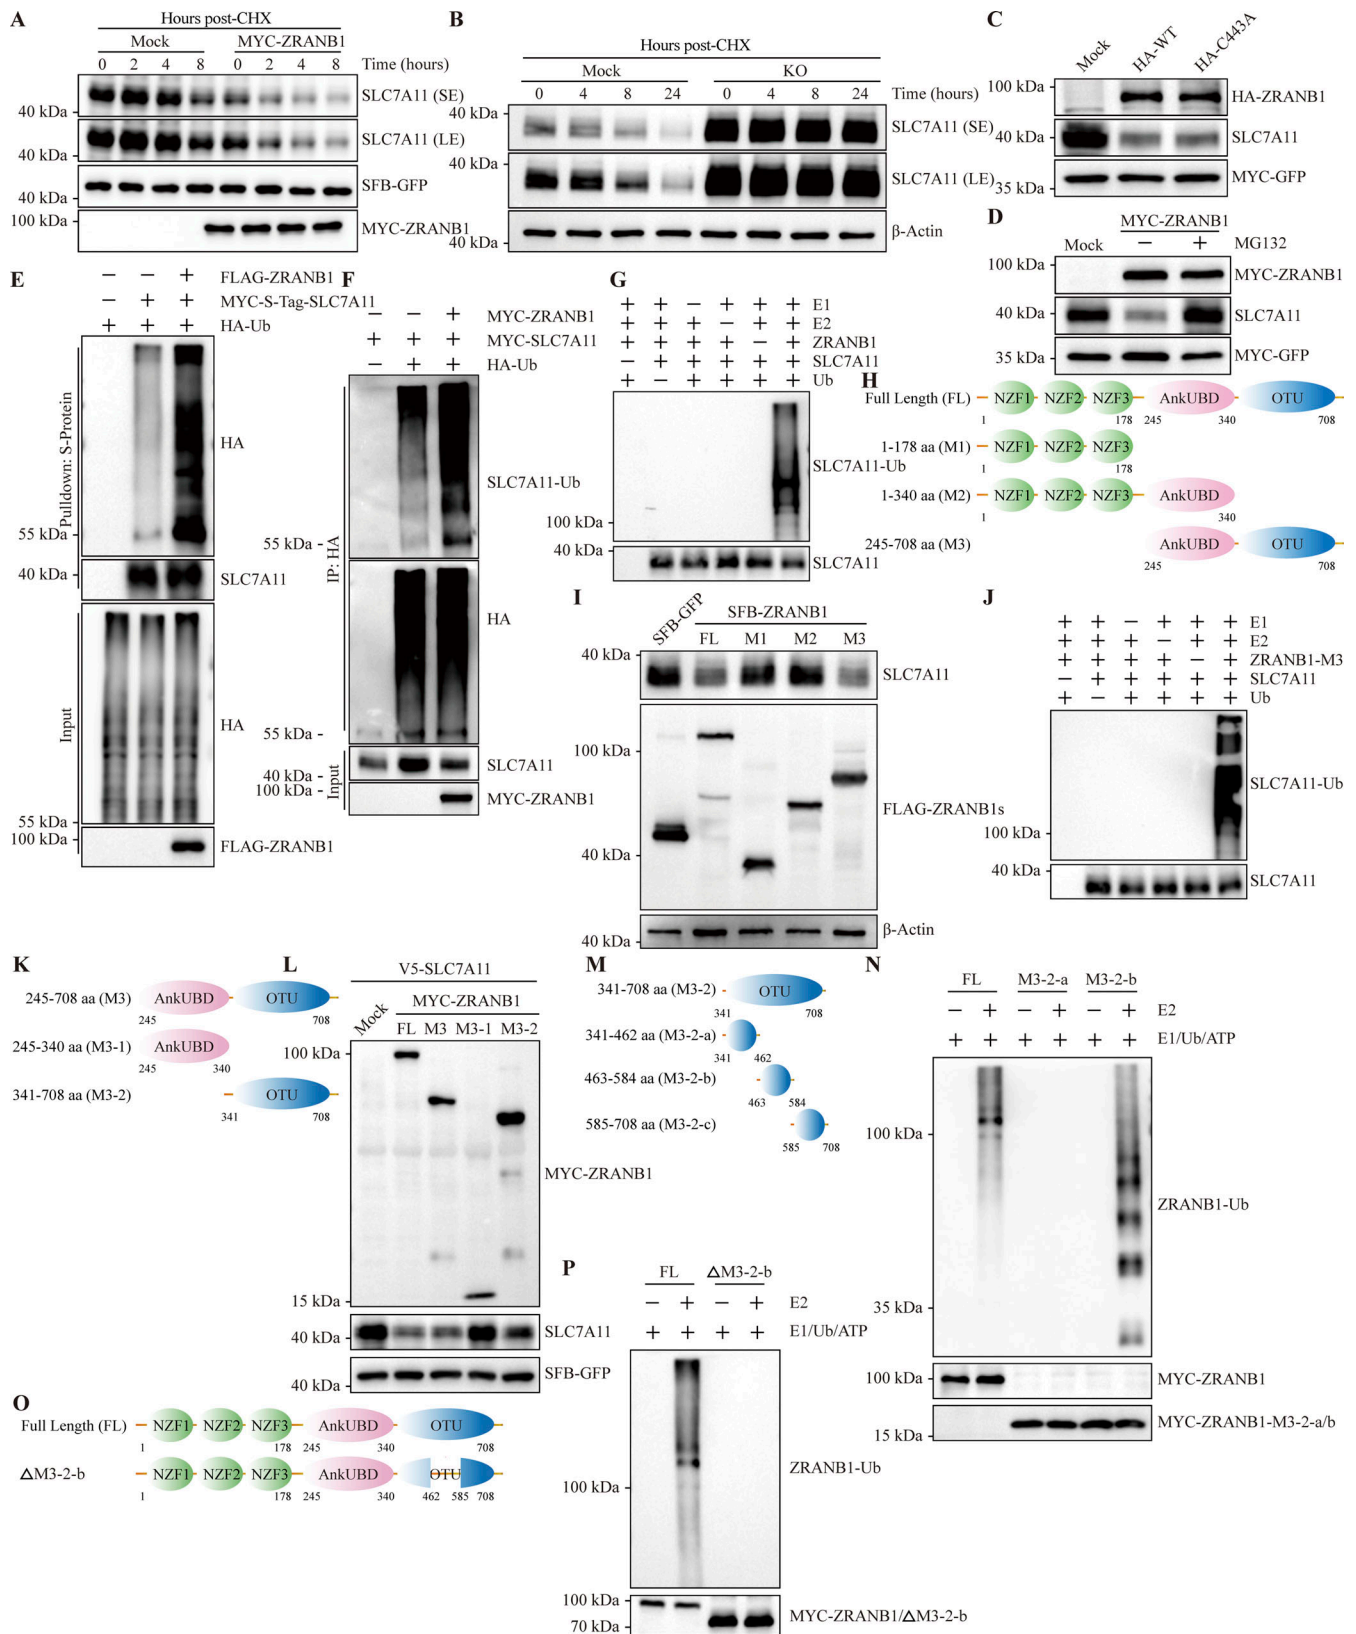 A
Hours post-CHX
Mock MYC-ZRANB1
0 2 4 8 0 2 4 8 Time (hours)
SLC7A11 (SE)
40 kDa
SLC7A11 (LE)
40 kDa
SFB-GFP
40 kDa
100 kDa
MYC-ZRANB1
B
Hours post-CHX
Mock KO
0 4 8 24 0 4 8 24 Time (hours)
40 kDa
SLC7A11 (SE)
40 kDa
SLC7A11 (LE)
β-Actin
40 kDa
C
Mock HA-WT HA-C443A
100 kDa
HA-ZRANB1
40 kDa SLC7A11
35 kDa MYC-GFP
D
MYC-ZRANB1
Mock − + MG132
100 kDa
MYC-ZRANB1
40 kDa SLC7A11
35 kDa MYC-GFP
E
− − + FLAG-ZRANB1
− + + MYC-S-Tag-SLC7A11
+ + + HA-Ub
Pulldown: S-Protein
HA
55 kDa
40 kDa SLC7A11
Input
HA
55 kDa
100 kDa
FLAG-ZRANB1
F
− − + MYC-ZRANB1
+ + + MYC-SLC7A11
− + + HA-Ub
IP: HA
SLC7A11-Ub
55 kDa
HA
55 kDa
Input
SLC7A11
40 kDa
100 kDa
MYC-ZRANB1
G
+ + − + + + E1
+ + + − + + E2
+ + + + − + ZRANB1
− + + + + + SLC7A11
+ − + + + + Ub
SLC7A11-Ub
100 kDa
40 kDa
SLC7A11
H
Full Length (FL) NZF1 NZF2 NZF3 AnkUBD OTU
1 178 245 340 708
1-178 aa (M1) NZF1 NZF2 NZF3
1 178
1-340 aa (M2) NZF1 NZF2 NZF3 AnkUBD
1 340
245-708 aa (M3) AnkUBD OTU
245 708
I
SFB-GFP SFB-ZRANB1
FL M1 M2 M3
40 kDa
SLC7A11
100 kDa
FLAG-ZRANB1s
40 kDa
β-Actin
40 kDa
J
+ + − + + + E1
+ + + − + + E2
+ + + + − + ZRANB1-M3
− + + + + + SLC7A11
+ − + + + + Ub
SLC7A11-Ub
100 kDa
40 kDa
SLC7A11
K
245-708 aa (M3) AnkUBD OTU
245 708
245-340 aa (M3-1) AnkUBD
245 340
341-708 aa (M3-2) OTU
341 708
L
V5-SLC7A11
Mock MYC-ZRANB1
FL M3 M3-1 M3-2
100 kDa
MYC-ZRANB1
15 kDa
40 kDa SLC7A11
SFB-GFP
40 kDa
M
341-708 aa (M3-2) OTU
341 708
341-462 aa (M3-2-a)
341 462
463-584 aa (M3-2-b)
463 584
585-708 aa (M3-2-c)
585 708
N
FL M3-2-a M3-2-b
− + − + − + E2
+ + + + + + E1/Ub/ATP
100 kDa
ZRANB1-Ub
35 kDa
100 kDa MYC-ZRANB1
MYC-ZRANB1-M3-2-a/b
15 kDa
O
Full Length (FL) NZF1 NZF2 NZF3 AnkUBD OTU
1 178 245 340 708
△M3-2-b NZF1 NZF2 NZF3 AnkUBD OTU
1 178 245 340 462 585 708
P
FL △M3-2-b
− + − + E2
+ + + + E1/Ub/ATP
ZRANB1-Ub
100 kDa
100 kDa
MYC-ZRANB1/△M3-2-b
70 kDa